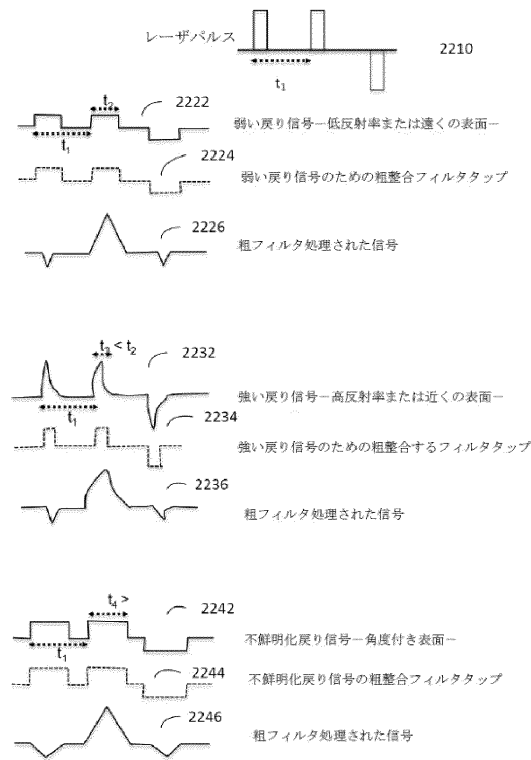 レーザパルス
2210
t₁
t₂
2222
弱い戻り信号－低反射率または遠くの表面－
t₁
2224
弱い戻り信号のための粗整合フィルタタップ
2226
粗フィルタ処理された信号
t₃ < t₂
2232
強い戻り信号－高反射率または近くの表面－
t₁
2234
強い戻り信号のための粗整合するフィルタタップ
2236
粗フィルタ処理された信号
t₄ >
2242
不鮮明化戻り信号－角度付き表面－
t₁
2244
不鮮明化戻り信号の粗整合フィルタタップ
2246
粗フィルタ処理された信号